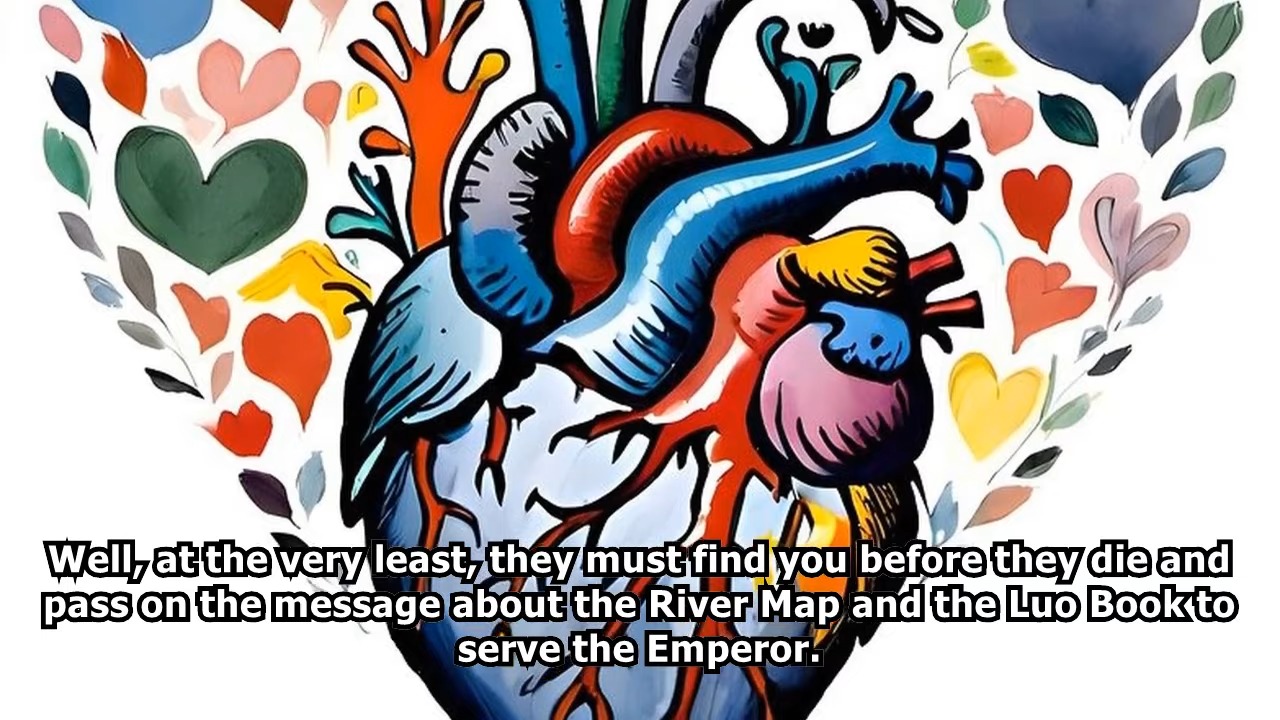 Well, at the very least, they must find you before they die and
pass on the message about the River Map and the Luo Book to
serve the Emperor.